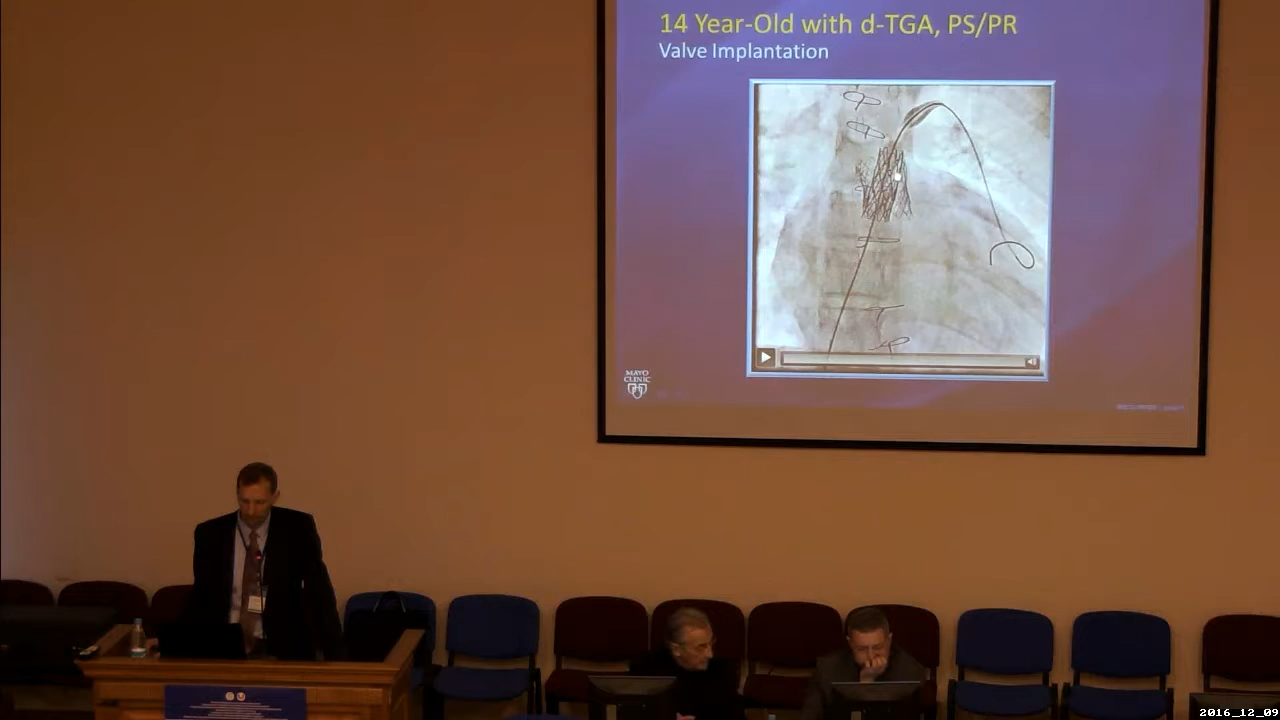 14 Year-Old with d-TGA, PS/PR
Valve Implantation
MAYO
CLINIC
2016_12_09